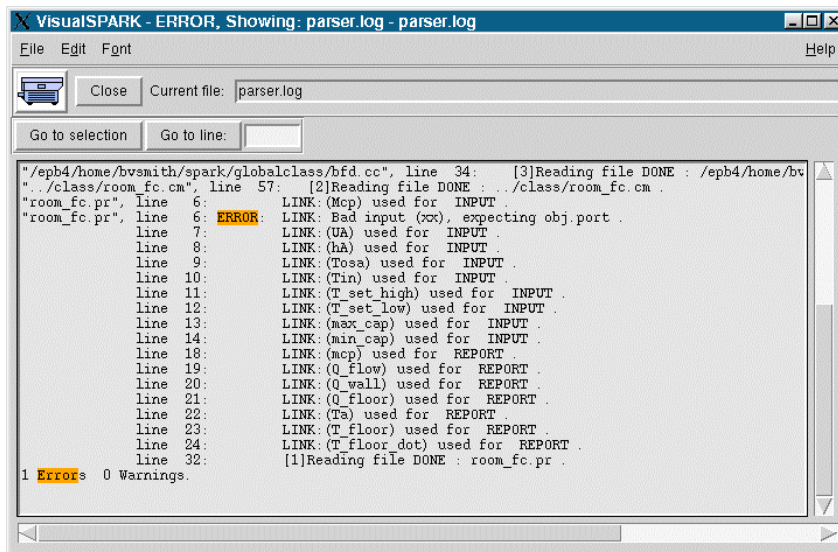 VisualSPARK - ERROR, Showing: parser.log - parser.log
File Edit Font Help
Close Current file: parser.log
Go to selection Go to line:
"/epb4/home/bvsmith/spark/globalclass/bfd.cc", line 34: [3]Reading file DONE : /epb4/home/bv
"../class/room_fc.cm", line 57: [2]Reading file DONE : ../class/room_fc.cm .
"room_fc.pr", line 6: LINK:(Mcp) used for INPUT .
"room_fc.pr", line 6: ERROR: LINK: Bad input (xx), expecting obj.port .
line 7: LINK:(UA) used for INPUT .
line 8: LINK:(hA) used for INPUT .
line 9: LINK:(Tosa) used for INPUT .
line 10: LINK:(Tin) used for INPUT .
line 11: LINK:(T_set_high) used for INPUT .
line 12: LINK:(T_set_low) used for INPUT .
line 13: LINK:(max_cap) used for INPUT .
line 14: LINK:(min_cap) used for INPUT .
line 18: LINK:(mcp) used for REPORT .
line 19: LINK:(Q_flow) used for REPORT .
line 20: LINK:(Q_wall) used for REPORT .
line 21: LINK:(Q_floor) used for REPORT .
line 22: LINK:(Ta) used for REPORT .
line 23: LINK:(T_floor) used for REPORT .
line 24: LINK:(T_floor_dot) used for REPORT .
line 32: [1]Reading file DONE : room_fc.pr .
1 Errors 0 Warnings.